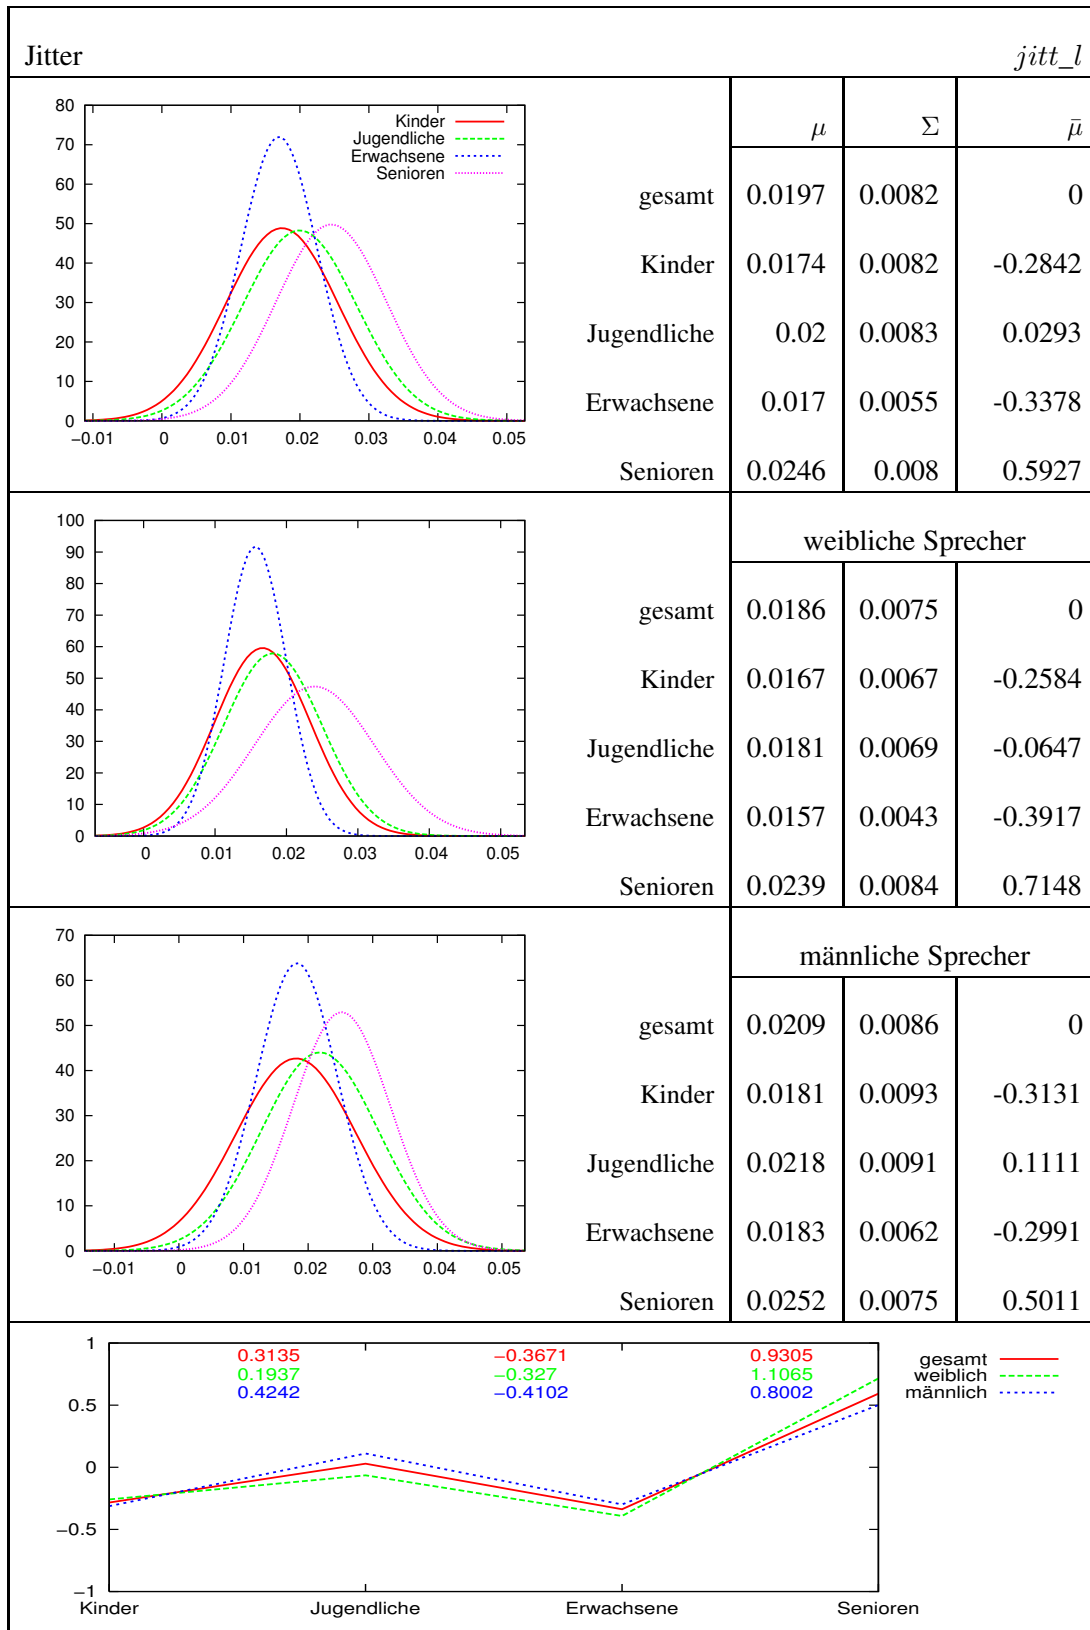 Jitter jitt_l
80
70
60
50
40
30
20
10
0
−0.01 0 0.01 0.02 0.03 0.04 0.05
Kinder
Jugendliche
Erwachsene
Senioren
μ Σ μ̄
gesamt 0.0197 0.0082 0
Kinder 0.0174 0.0082 -0.2842
Jugendliche 0.02 0.0083 0.0293
Erwachsene 0.017 0.0055 -0.3378
Senioren 0.0246 0.008 0.5927
100
90
80
70
60
50
40
30
20
10
0
0 0.01 0.02 0.03 0.04 0.05
weibliche Sprecher
gesamt 0.0186 0.0075 0
Kinder 0.0167 0.0067 -0.2584
Jugendliche 0.0181 0.0069 -0.0647
Erwachsene 0.0157 0.0043 -0.3917
Senioren 0.0239 0.0084 0.7148
70
60
50
40
30
20
10
0
−0.01 0 0.01 0.02 0.03 0.04 0.05
männliche Sprecher
gesamt 0.0209 0.0086 0
Kinder 0.0181 0.0093 -0.3131
Jugendliche 0.0218 0.0091 0.1111
Erwachsene 0.0183 0.0062 -0.2991
Senioren 0.0252 0.0075 0.5011
1
0.5
0
−0.5
−1
0.3135 −0.3671 0.9305
0.1937 −0.327 1.1065
0.4242 −0.4102 0.8002
gesamt
weiblich
männlich
Kinder Jugendliche Erwachsene Senioren